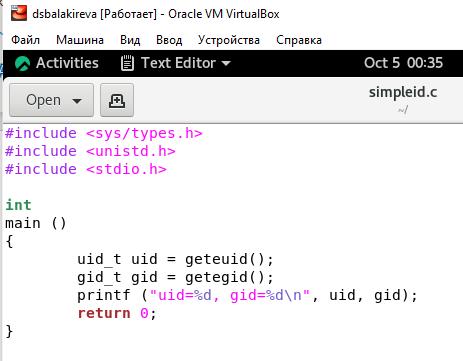 dsbalakireva [Работает] - Oracle VM VirtualBox
Файл Машина Вид Ввод Устройства Справка
Activities Text Editor Oct 5 00:35
Open simpleid.c
~/
#include <sys/types.h>
#include <unistd.h>
#include <stdio.h>
int
main ()
{
uid_t uid = geteuid();
gid_t gid = getegid();
printf ("uid=%d, gid=%d\n", uid, gid);
return 0;
}